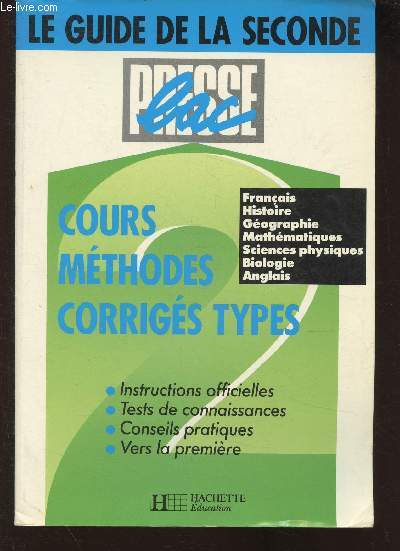 Le-livre.com
LE GUIDE DE LA SECONDE
PRESSE
bac
Français
Histoire
Géographie
Mathématiques
Sciences physiques
Biologie
Anglais
COURS
MÉTHODES
CORRIGÉS TYPES
2
• Instructions officielles
• Tests de connaissances
• Conseils pratiques
• Vers la première
H HACHETTE
Éducation